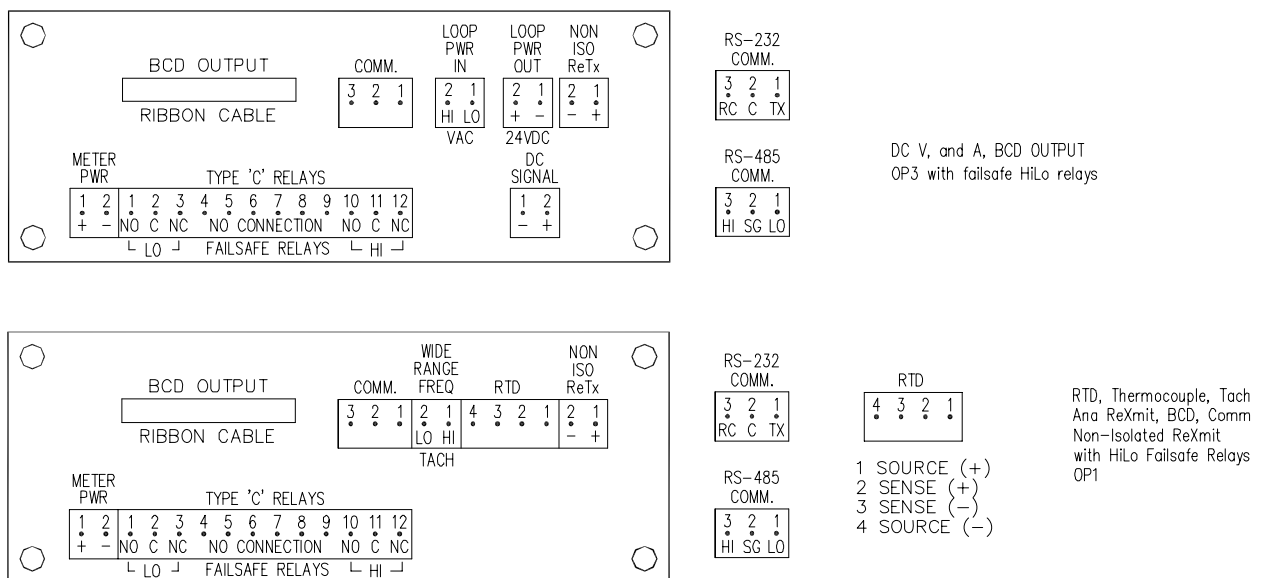 LOOP LOOP NON
PWR PWR ISO
IN OUT ReTx
BCD OUTPUT COMM.
3 2 1 2 1 2 1 2 1
HI LO + − − +
RIBBON CABLE
VAC 24VDC
METER
PWR
TYPE 'C' RELAYS
DC
SIGNAL
1 2 1 2 3 4 5 6 7 8 9 10 11 12 1 2
+ − NO C NC NO CONNECTION NO C NC − +
LO FAILSAFE RELAYS HI
RS−232
COMM.
3 2 1
RC C TX
RS−485
COMM.
3 2 1
HI SG LO
DC V, and A, BCD OUTPUT
OP3 with failsafe HiLo relays
WIDE NON
RANGE ISO
BCD OUTPUT COMM. FREQ RTD ReTx
3 2 1 2 1 4 3 2 1 2 1
LO HI − +
RIBBON CABLE
TACH
METER
PWR
TYPE 'C' RELAYS
1 2 1 2 3 4 5 6 7 8 9 10 11 12
+ − NO C NC NO CONNECTION NO C NC
LO FAILSAFE RELAYS HI
RS−232
COMM.
3 2 1
RC C TX
RS−485
COMM.
3 2 1
HI SG LO
RTD
4 3 2 1
1 SOURCE (+)
2 SENSE (+)
3 SENSE (−)
4 SOURCE (−)
RTD, Thermocouple, Tach
Ana ReXmit, BCD, Comm
Non−Isolated ReXmit
with HiLo Failsafe Relays
OP1